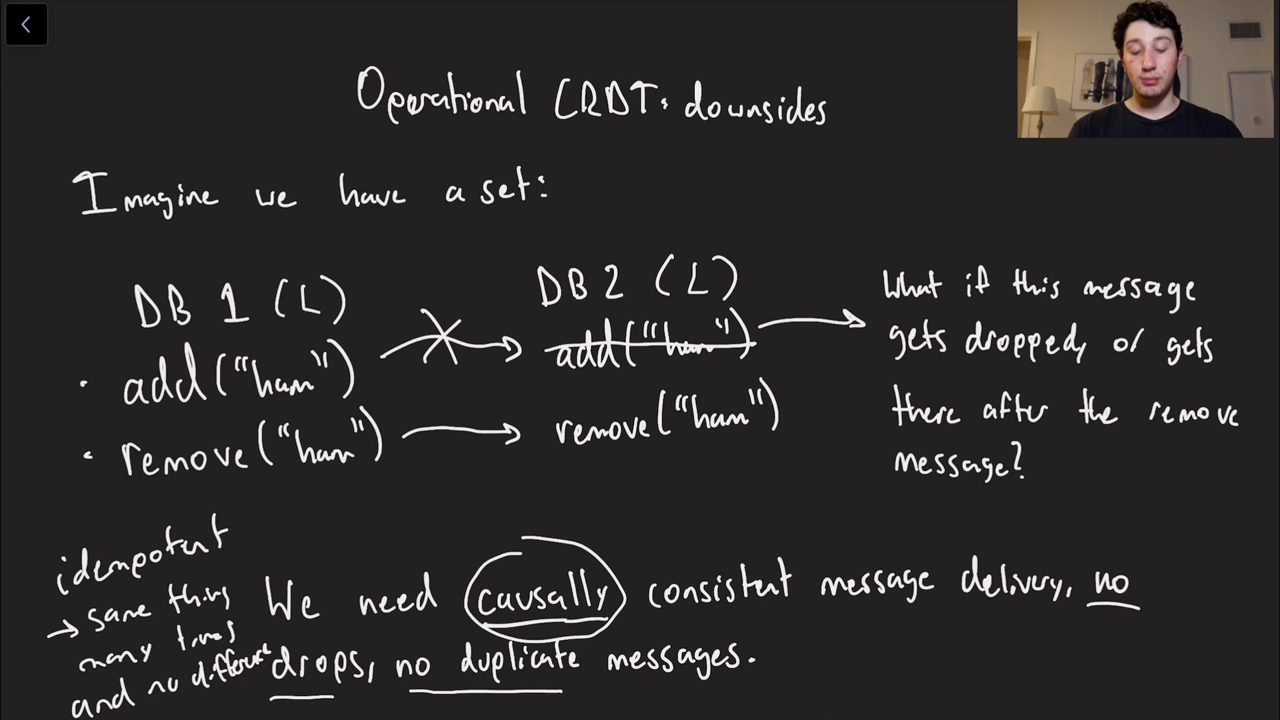 Operational CRDT: downsides
Imagine we have a set:
DB 1 (L)
add("ham")
remove("ham")
DB 2 (L)
add("ham")
remove("ham")
What if this message
gets dropped, or gets
there after the remove
message?
idempotent
→ same thing
many times
and no difference
We need causally consistent message delivery, no
drops, no duplicate messages.